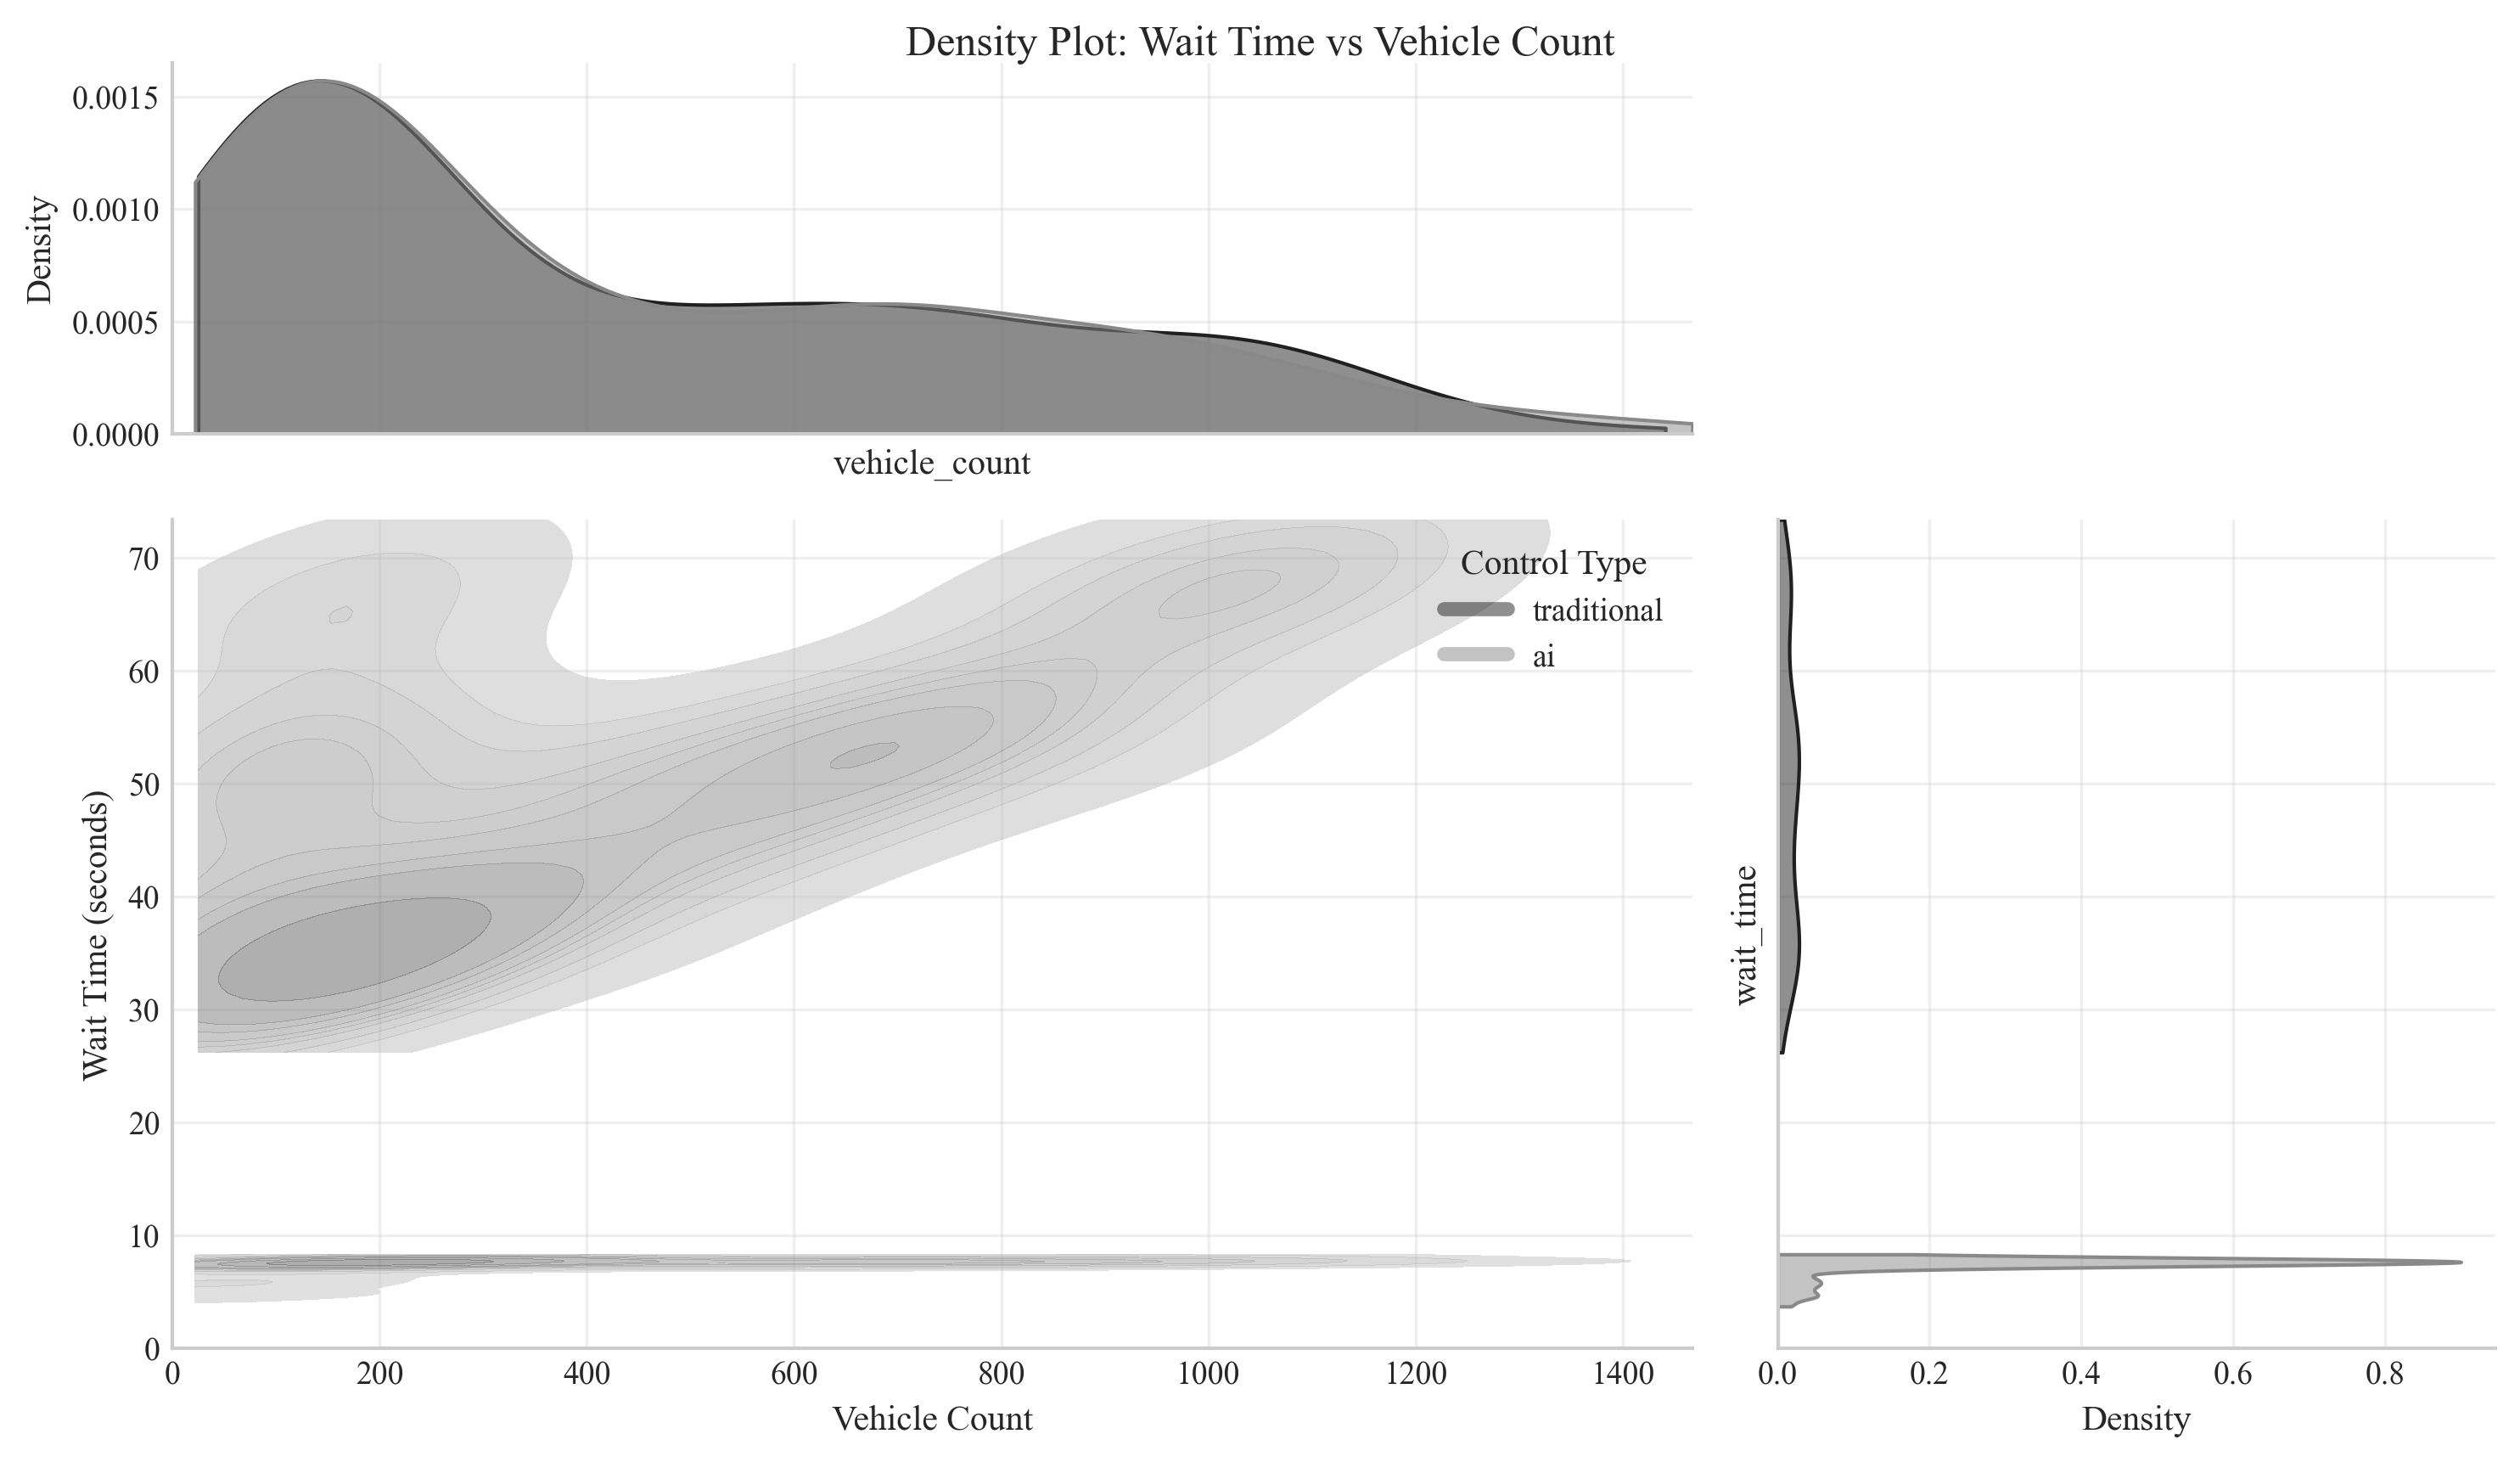 Density Plot: Wait Time vs Vehicle Count
Density
0.0015
0.0010
0.0005
0.0000
vehicle_count
Wait Time (seconds)
70
60
50
40
30
20
10
0
0 200 400 600 800 1000 1200 1400
Vehicle Count
Control Type
traditional
ai
wait_time
0.0 0.2 0.4 0.6 0.8
Density